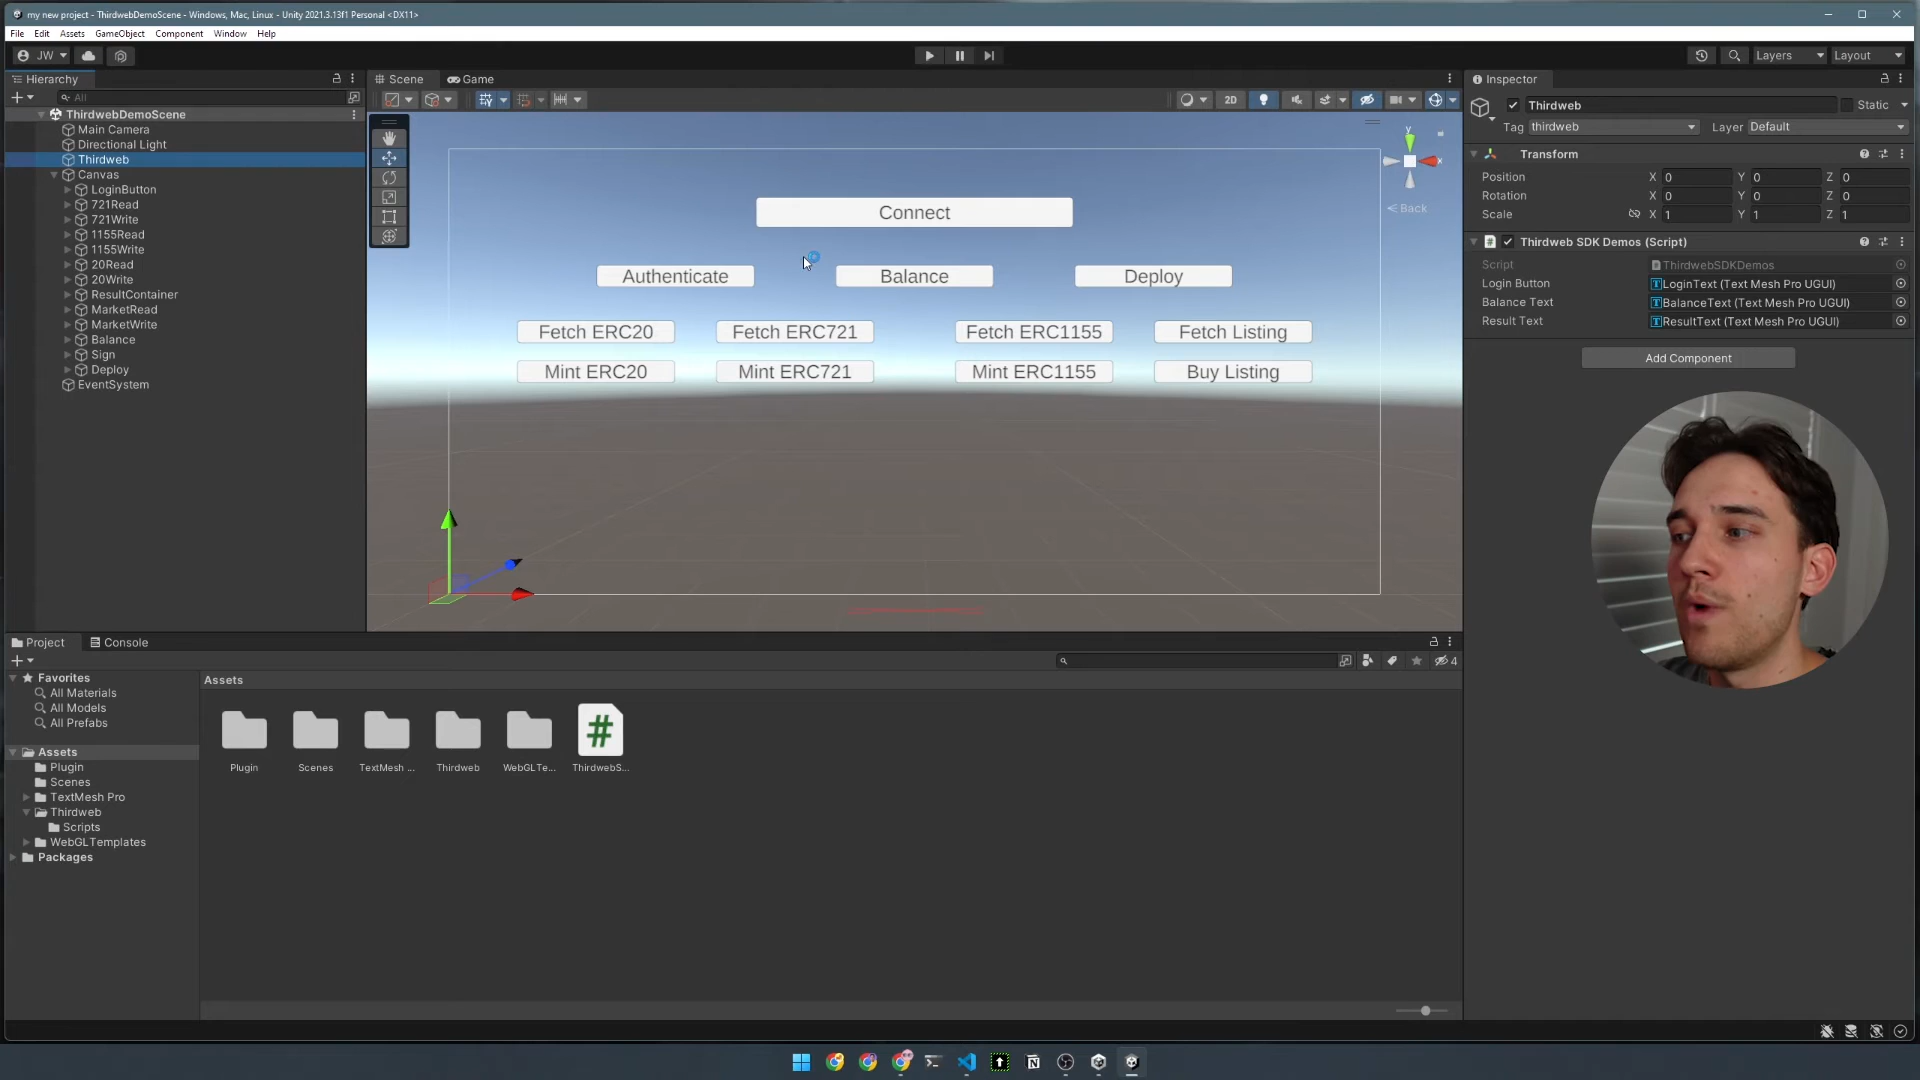 my new project - ThirdwebDemoScene - Windows, Mac, Linux - Unity 2021.3.13f1 Personal <DX11>
File Edit Assets GameObject Component Window Help
JW Layers Layout
Hierarchy
All
ThirdwebDemoScene
Main Camera
Directional Light
Thirdweb
Canvas
LoginButton
721Read
721Write
1155Read
1155Write
20Read
20Write
ResultContainer
MarketRead
MarketWrite
Balance
Sign
Deploy
EventSystem
Scene Game
2D
y
x
Back
Connect
Authenticate Balance Deploy
Fetch ERC20 Fetch ERC721 Fetch ERC1155 Fetch Listing
Mint ERC20 Mint ERC721 Mint ERC1155 Buy Listing
Inspector
Thirdweb Static
Tag thirdweb Layer Default
Transform
Position X 0 Y 0 Z 0
Rotation X 0 Y 0 Z 0
Scale X 1 Y 1 Z 1
# Thirdweb SDK Demos (Script)
Script ThirdwebSDKDemos
Login Button LoginText (Text Mesh Pro UGUI)
Balance Text BalanceText (Text Mesh Pro UGUI)
Result Text ResultText (Text Mesh Pro UGUI)
Add Component
Project Console
4
Favorites
All Materials
All Models
All Prefabs
Assets
Plugin
Scenes
TextMesh Pro
Thirdweb
Scripts
WebGLTemplates
Packages
Assets
#
Plugin Scenes TextMesh ... Thirdweb WebGLTe... ThirdwebS...